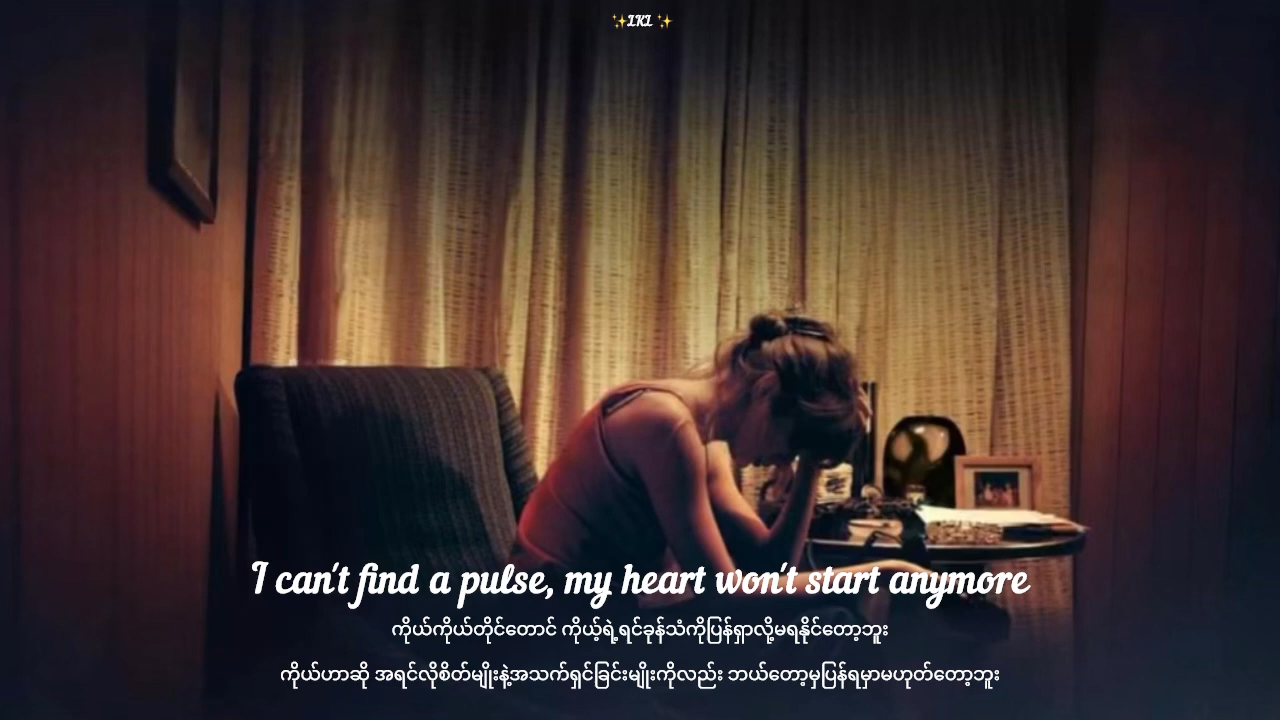 ✨IKI ✨
I can't find a pulse, my heart won't start anymore
ကိုယ်ကိုယ်တိုင်တောင် ကိုယ့်ရဲ့ရင်ခုန်သံကိုပြန်ရှာလို့မရနိုင်တော့ဘူး
ကိုယ်ဟာဆို အရင်လိုစိတ်မျိုးနဲ့အသက်ရှင်ခြင်းမျိုးကိုလည်း ဘယ်တော့မှပြန်ရမှာမဟုတ်တော့ဘူး